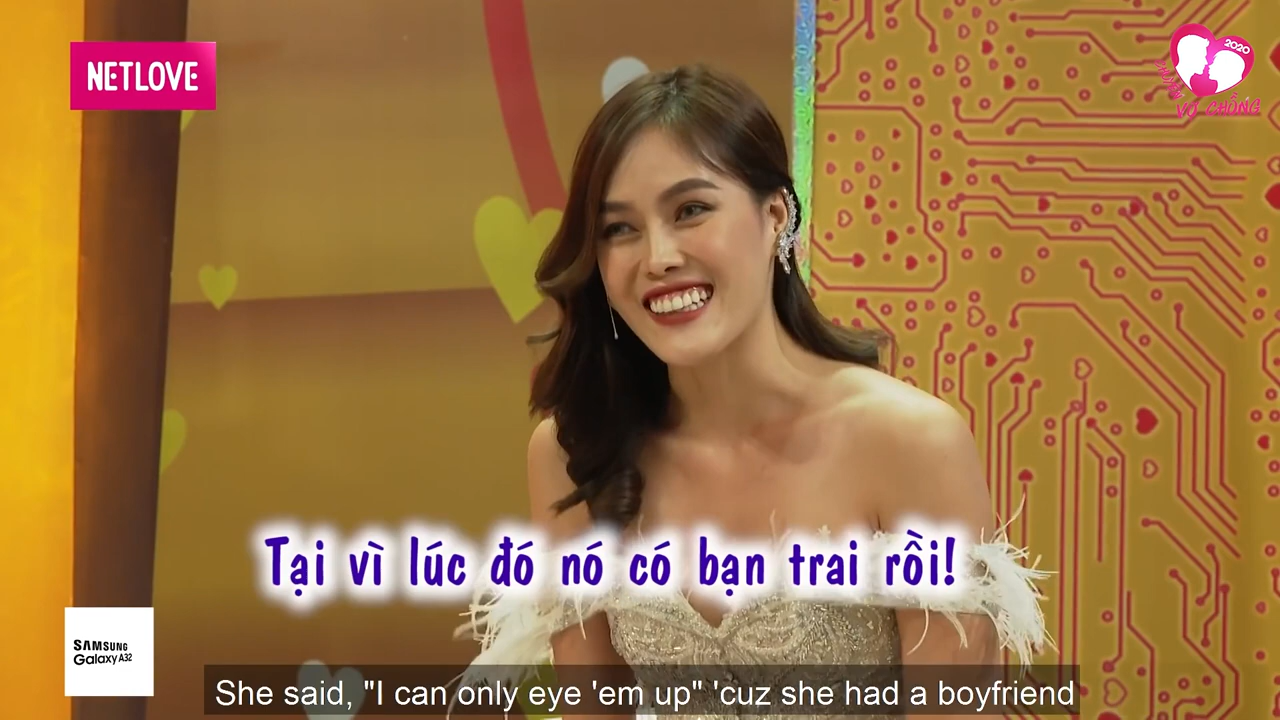 NETLOVE
2020
VỢ CHỒNG
Tại vì lúc đó nó có bạn trai rồi!
SAMSUNG
Galaxy A32
She said, "I can only eye 'em up" 'cuz she had a boyfriend